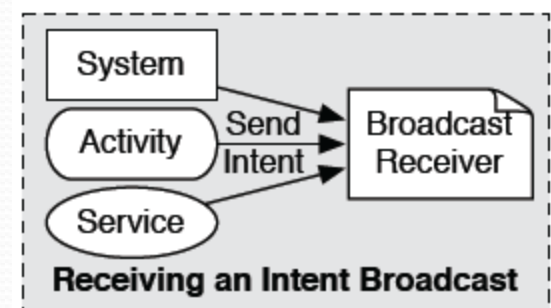 System
Activity
Service
Send
Intent
Broadcast
Receiver
Receiving an Intent Broadcast